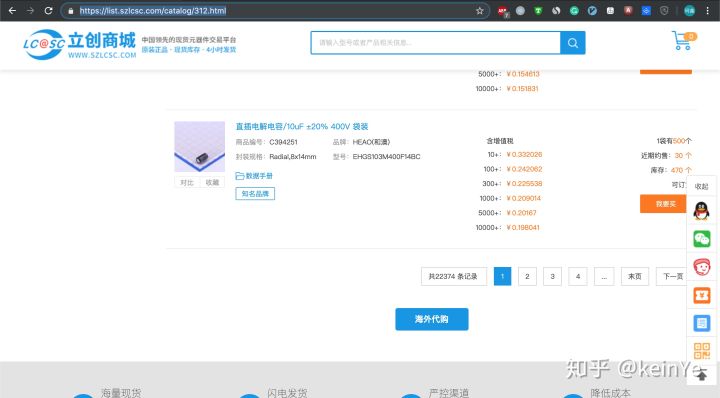 https://list.szlcsc.com/catalog/312.html
LC@SC 立创商城
WWW.SZLCSC.COM
中国领先的现货元器件交易平台
原装正品·现货库存·4小时发货
请输入型号或者产品相关信息...
0
5000+: ￥0.154613
10000+: ￥0.151831
直插电解电容/10uF ±20% 400V 袋装
商品编号: C394251 品牌: HEAO(和澳)
封装规格: Radial,8x14mm 型号: EHGS103M400F14BC
数据手册
知名品牌
对比 收藏
含增值税
10+: ￥0.332026
100+: ￥0.242062
300+: ￥0.225538
1000+: ￥0.209014
5000+: ￥0.20167
10000+: ￥0.198041
1袋有500个
近期约售: 30 个
库存: 470 个
可订
我要买
收起
共22374 条记录 1 2 3 4 ... 末页 下一页
海外代购
知乎 @keinYe
海量现货 闪电发货 严控渠道 降低成本